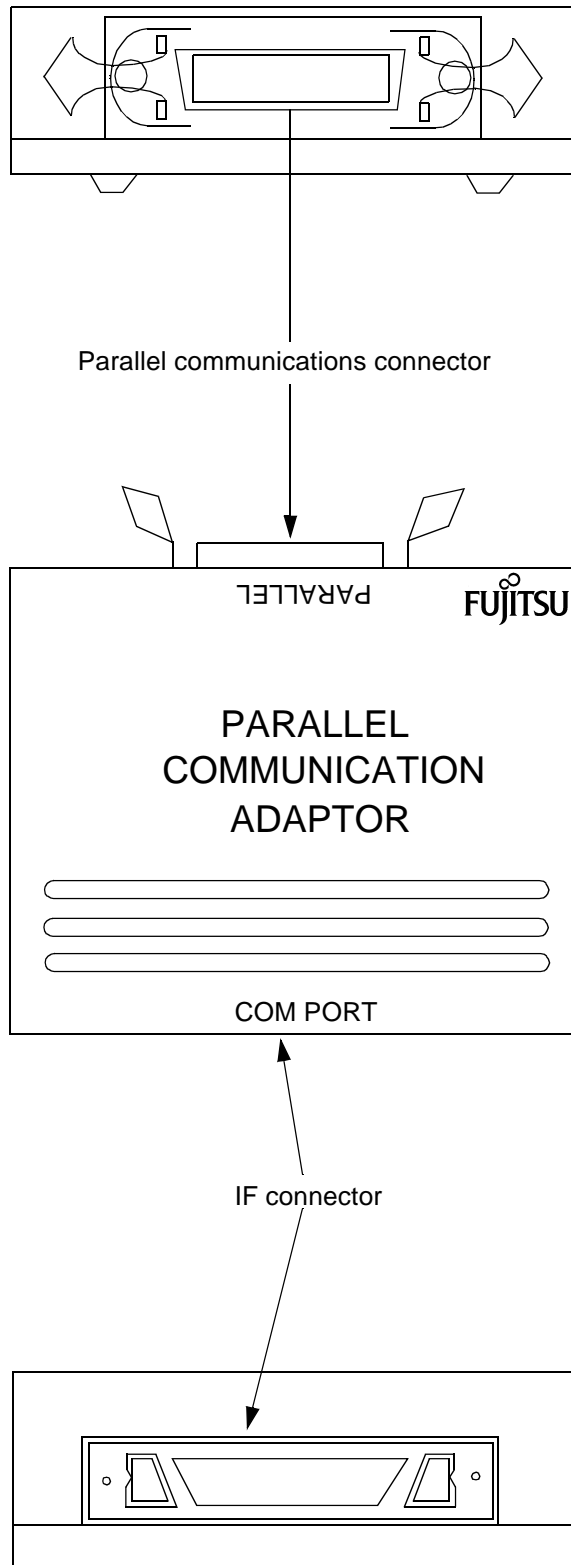 Parallel communications connector
PARALLEL
FUJITSU
PARALLEL
COMMUNICATION
ADAPTOR
COM PORT
IF connector